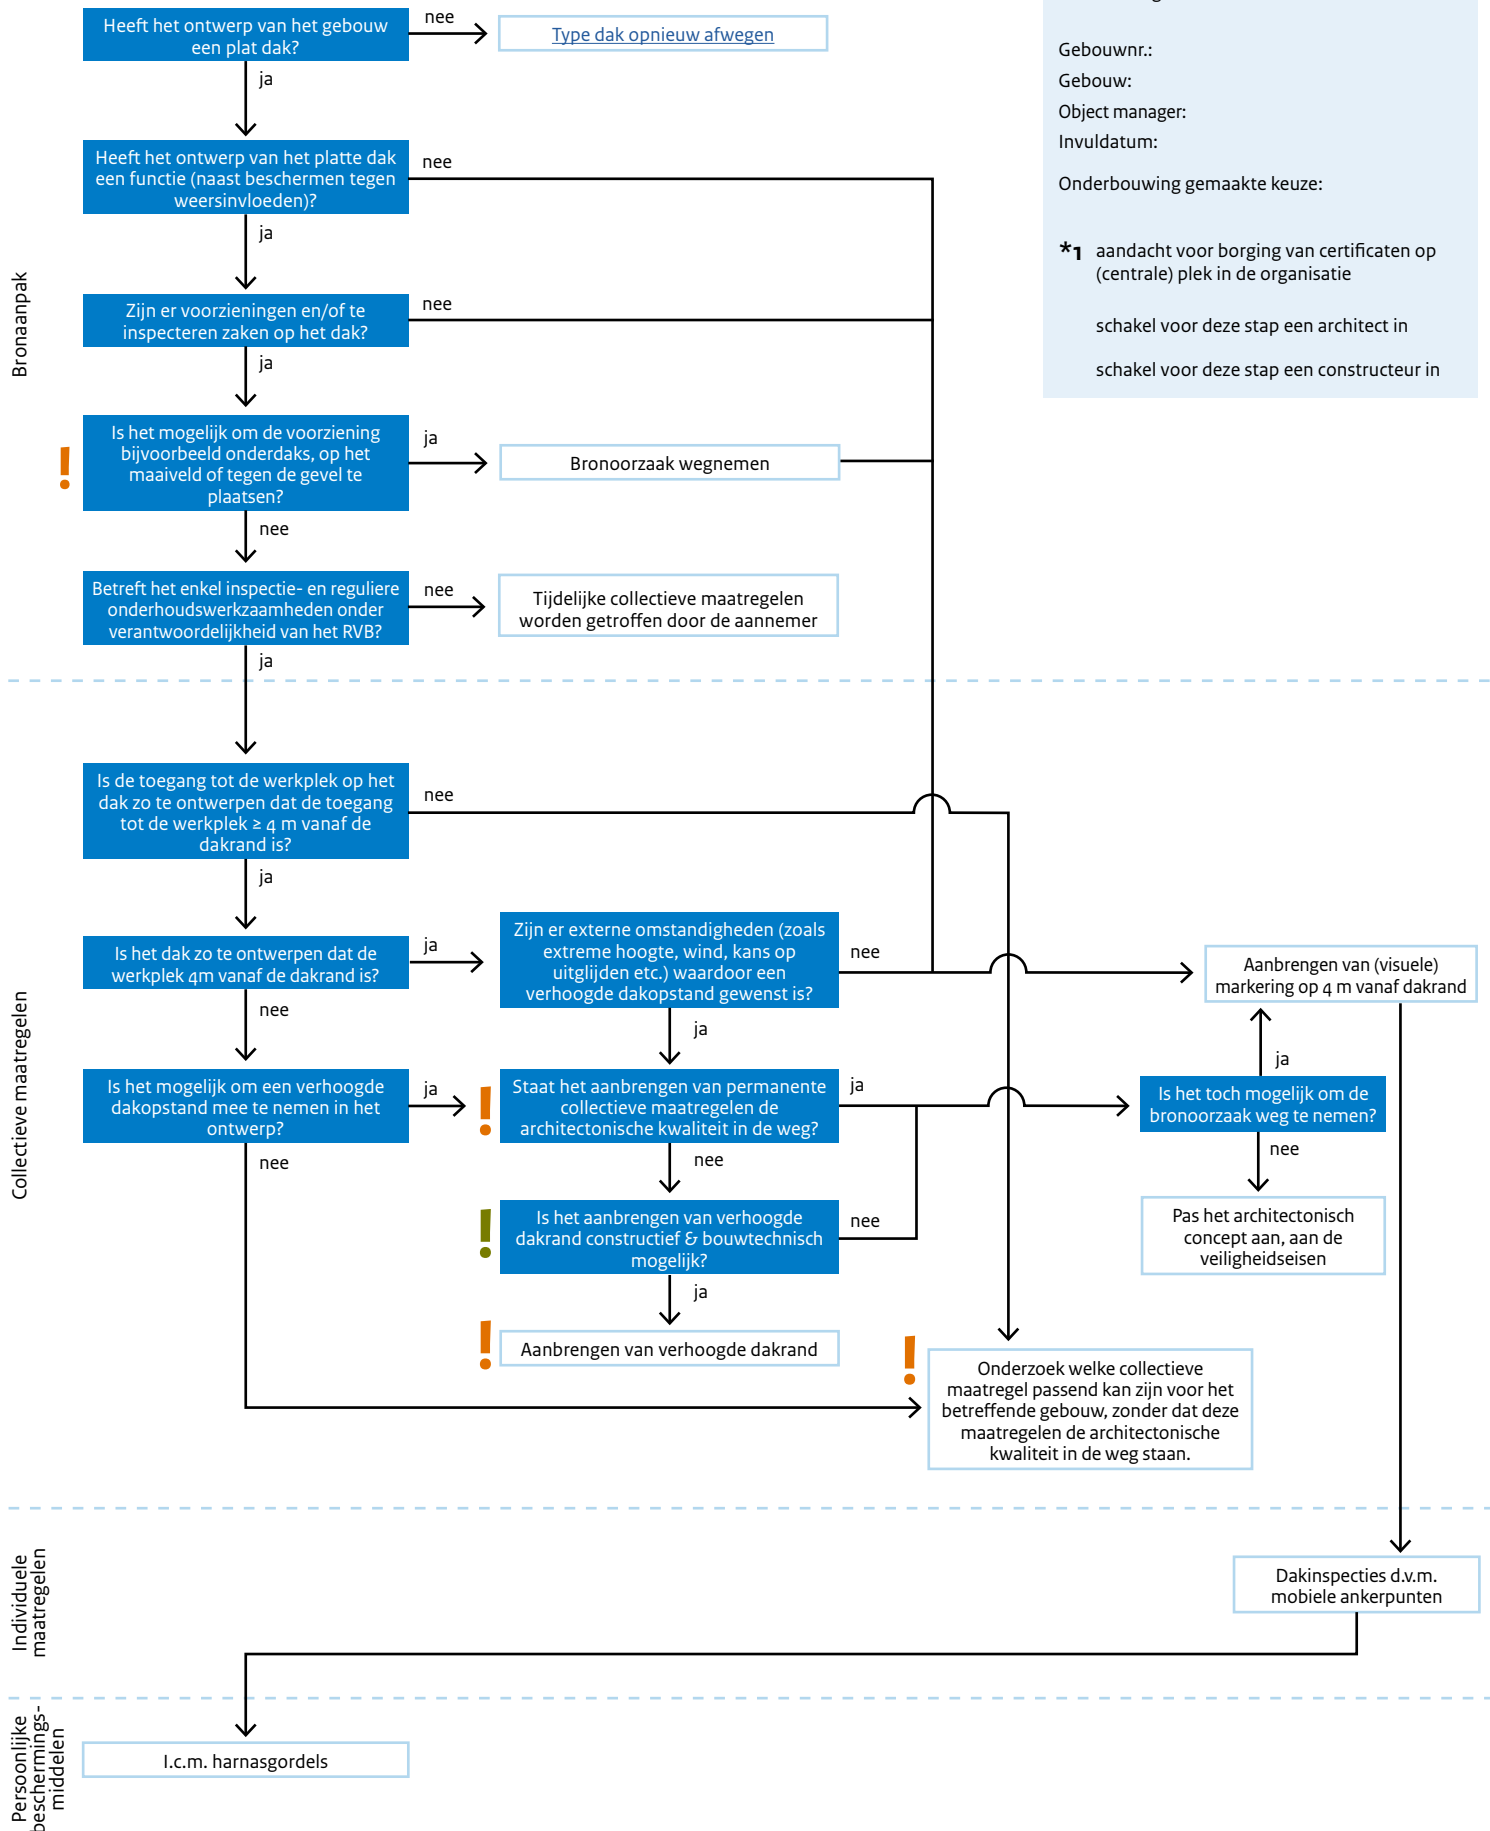 Heeft het ontwerp van het gebouw
een plat dak?
nee
Type dak opnieuw afwegen
ja
Heeft het ontwerp van het platte dak
een functie (naast beschermen tegen
weersinvloeden)?
nee
ja
Zijn er voorzieningen en/of te
inspecteren zaken op het dak?
nee
ja
Is het mogelijk om de voorziening
bijvoorbeeld onderdaks, op het
maaiveld of tegen de gevel te
plaatsen?
!
ja
Bronoorzaak wegnemen
nee
Betreft het enkel inspectie- en reguliere
onderhoudswerkzaamheden onder
verantwoordelijkheid van het RVB?
nee
Tijdelijke collectieve maatregelen
worden getroffen door de aannemer
ja
Bronaanpak
Gebouwnr.:
Gebouw:
Object manager:
Invuldatum:
Onderbouwing gemaakte keuze:
*1 aandacht voor borging van certificaten op
(centrale) plek in de organisatie
schakel voor deze stap een architect in
schakel voor deze stap een constructeur in
Is de toegang tot de werkplek op het
dak zo te ontwerpen dat de toegang
tot de werkplek ≥ 4 m vanaf de
dakrand is?
nee
ja
Is het dak zo te ontwerpen dat de
werkplek 4m vanaf de dakrand is?
ja
Zijn er externe omstandigheden (zoals
extreme hoogte, wind, kans op
uitglijden etc.) waardoor een
verhoogde dakopstand gewenst is?
nee
Aanbrengen van (visuele)
markering op 4 m vanaf dakrand
nee
ja
ja
Is het mogelijk om een verhoogde
dakopstand mee te nemen in het
ontwerp?
ja
!
Staat het aanbrengen van permanente
collectieve maatregelen de
architectonische kwaliteit in de weg?
ja
Is het toch mogelijk om de
bronoorzaak weg te nemen?
nee
nee
nee
!
Is het aanbrengen van verhoogde
dakrand constructief & bouwtechnisch
mogelijk?
nee
Pas het architectonisch
concept aan, aan de
veiligheidseisen
ja
!
Aanbrengen van verhoogde dakrand
!
Onderzoek welke collectieve
maatregel passend kan zijn voor het
betreffende gebouw, zonder dat deze
maatregelen de architectonische
kwaliteit in de weg staan.
Collectieve maatregelen
Individuele
maatregelen
Dakinspecties d.v.m.
mobiele ankerpunten
Persoonlijke
beschermings-
middelen
I.c.m. harnasgordels